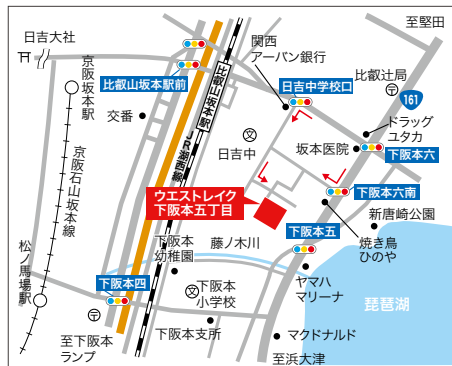 至堅田
日吉大社
関西
アーバン銀行
比叡山坂本駅前
京阪坂本駅
比叡山坂本駅
日吉中学校口
比叡辻局
〒
161
交番
文
日吉中
ドラッグ
ユタカ
坂本医院
下阪本六
JR湖西線
京阪石山坂本線
ウエストレイク
下阪本五丁目
下阪本六南
新唐崎公園
松ノ馬場駅
下阪本
幼稚園
藤ノ木川
下阪本五
焼き鳥
ひのや
下阪本四
文
下阪本
小学校
ヤマハ
マリーナ
琵琶湖
〒
至下阪本
ランプ
下阪本支所
マクドナルド
至浜大津